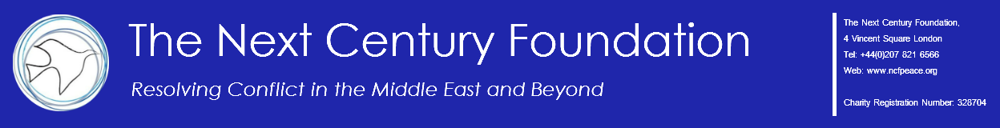 The Next Century Foundation
Resolving Conflict in the Middle East and Beyond
The Next Century Foundation,
4 Vincent Square London
Tel: +44(0)207 821 6566
Web: www.ncfpeace.org
Charity Registration Number: 328704